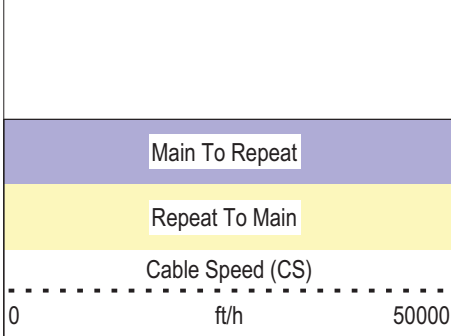 Main To Repeat
Repeat To Main
Cable Speed (CS)
0 ft/h 50000